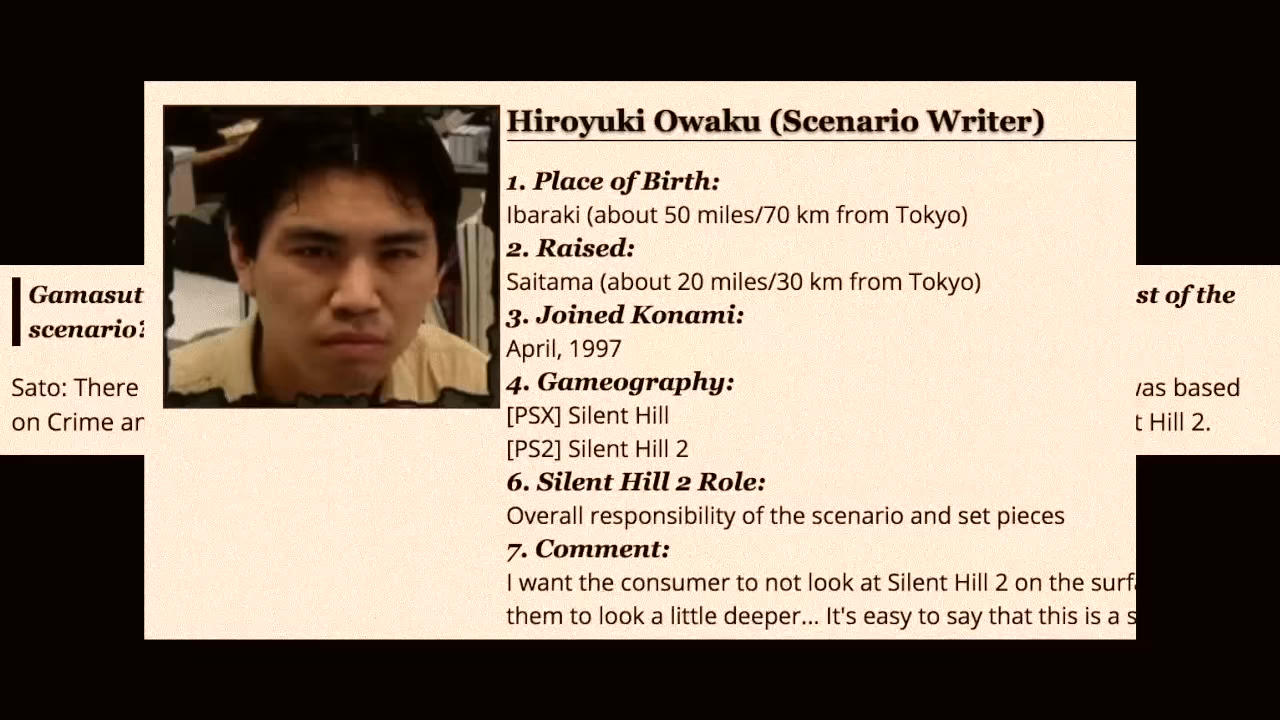 Hiroyuki Owaku (Scenario Writer)
1. Place of Birth:
Ibaraki (about 50 miles/70 km from Tokyo)
2. Raised:
Saitama (about 20 miles/30 km from Tokyo)
3. Joined Konami:
April, 1997
4. Gameography:
[PSX] Silent Hill
[PS2] Silent Hill 2
6. Silent Hill 2 Role:
Overall responsibility of the scenario and set pieces
7. Comment:
I want the consumer to not look at Silent Hill 2 on the surf
them to look a little deeper... It's easy to say that this is a s
Gamasut
scenario?
Sato: There
on Crime an
st of the
was based
t Hill 2.